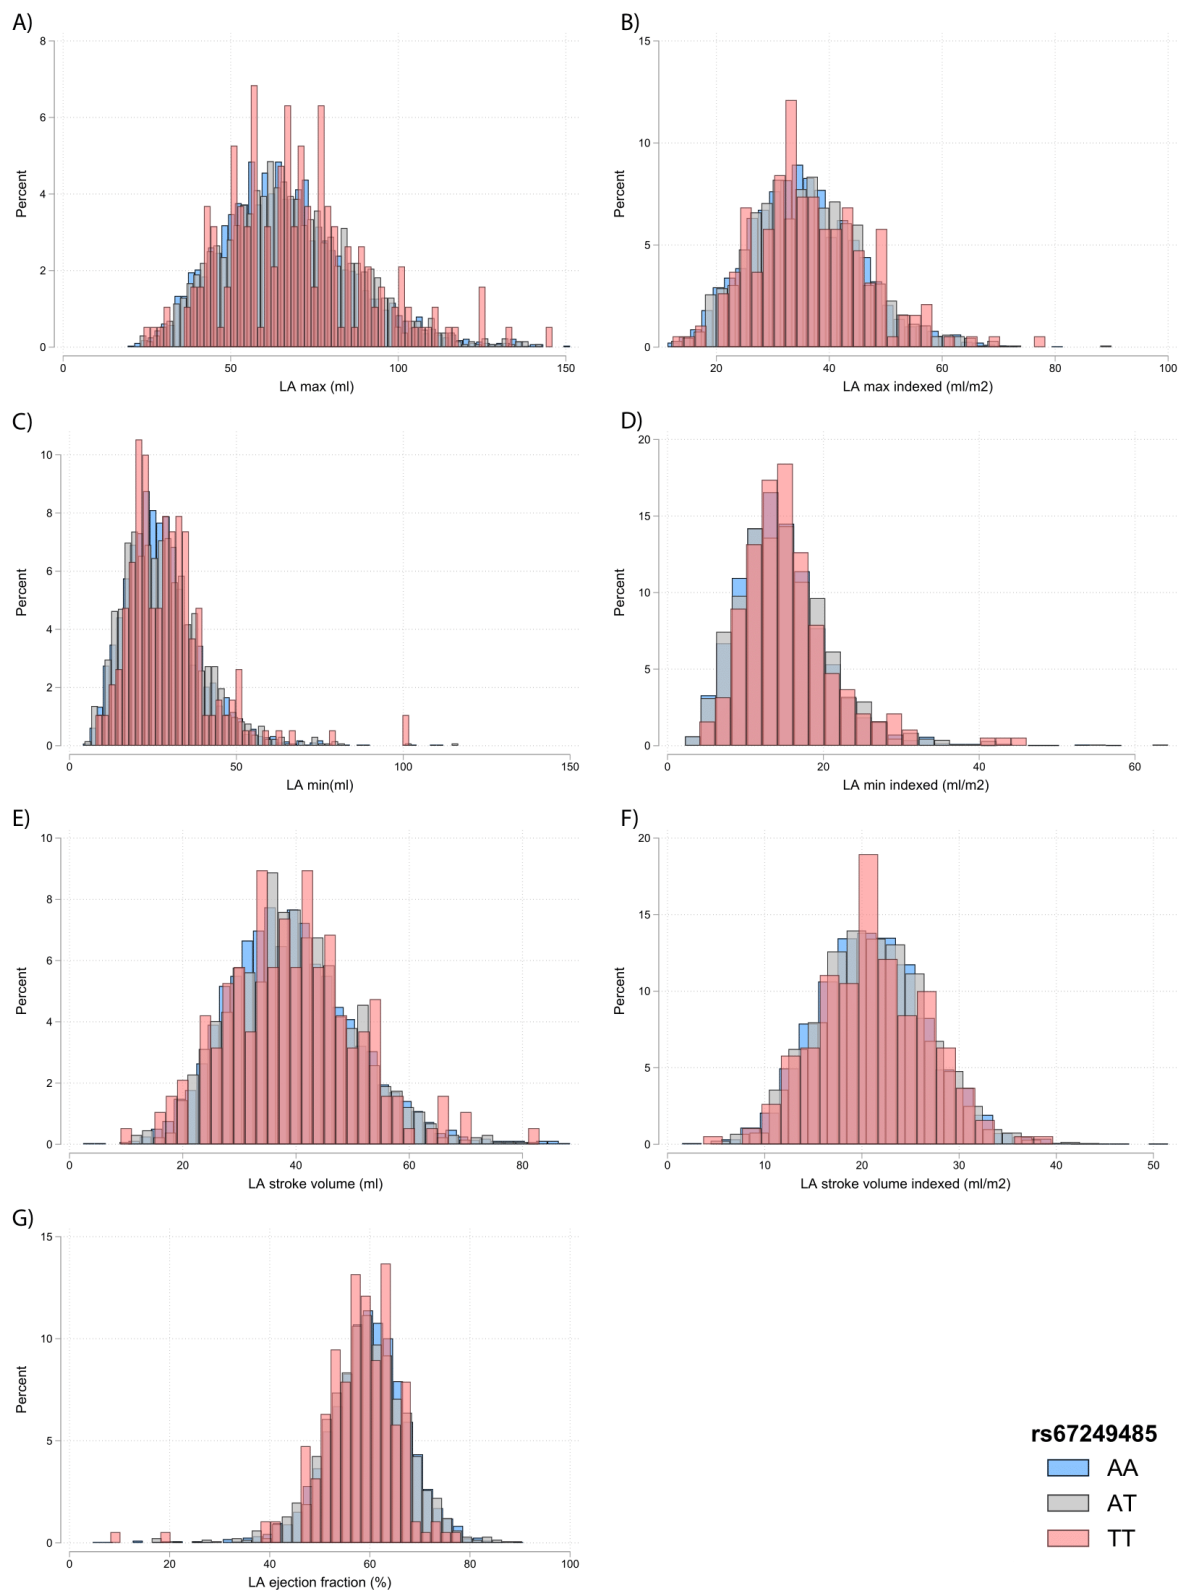 A)
8
6
4
2
0
Percent
0 50 100 150
LA max (ml)
B)
15
10
5
0
Percent
20 40 60 80 100
LA max indexed (ml/m2)
C)
10
8
6
4
2
0
Percent
0 50 100 150
LA min(ml)
D)
20
15
10
5
0
Percent
0 20 40 60
LA min indexed (ml/m2)
E)
10
8
6
4
2
0
Percent
0 20 40 60 80
LA stroke volume (ml)
F)
20
15
10
5
0
Percent
0 10 20 30 40 50
LA stroke volume indexed (ml/m2)
G)
15
10
5
0
Percent
0 20 40 60 80 100
LA ejection fraction (%)
rs67249485
AA
AT
TT